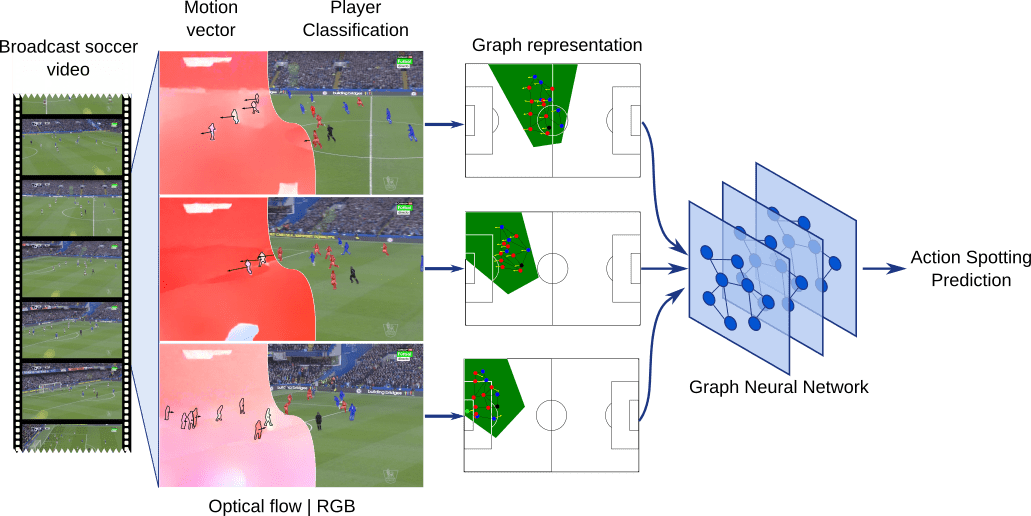 Motion
vector
Player
Classification
Broadcast soccer
video
Graph representation
Action Spotting
Prediction
Graph Neural Network
Optical flow | RGB